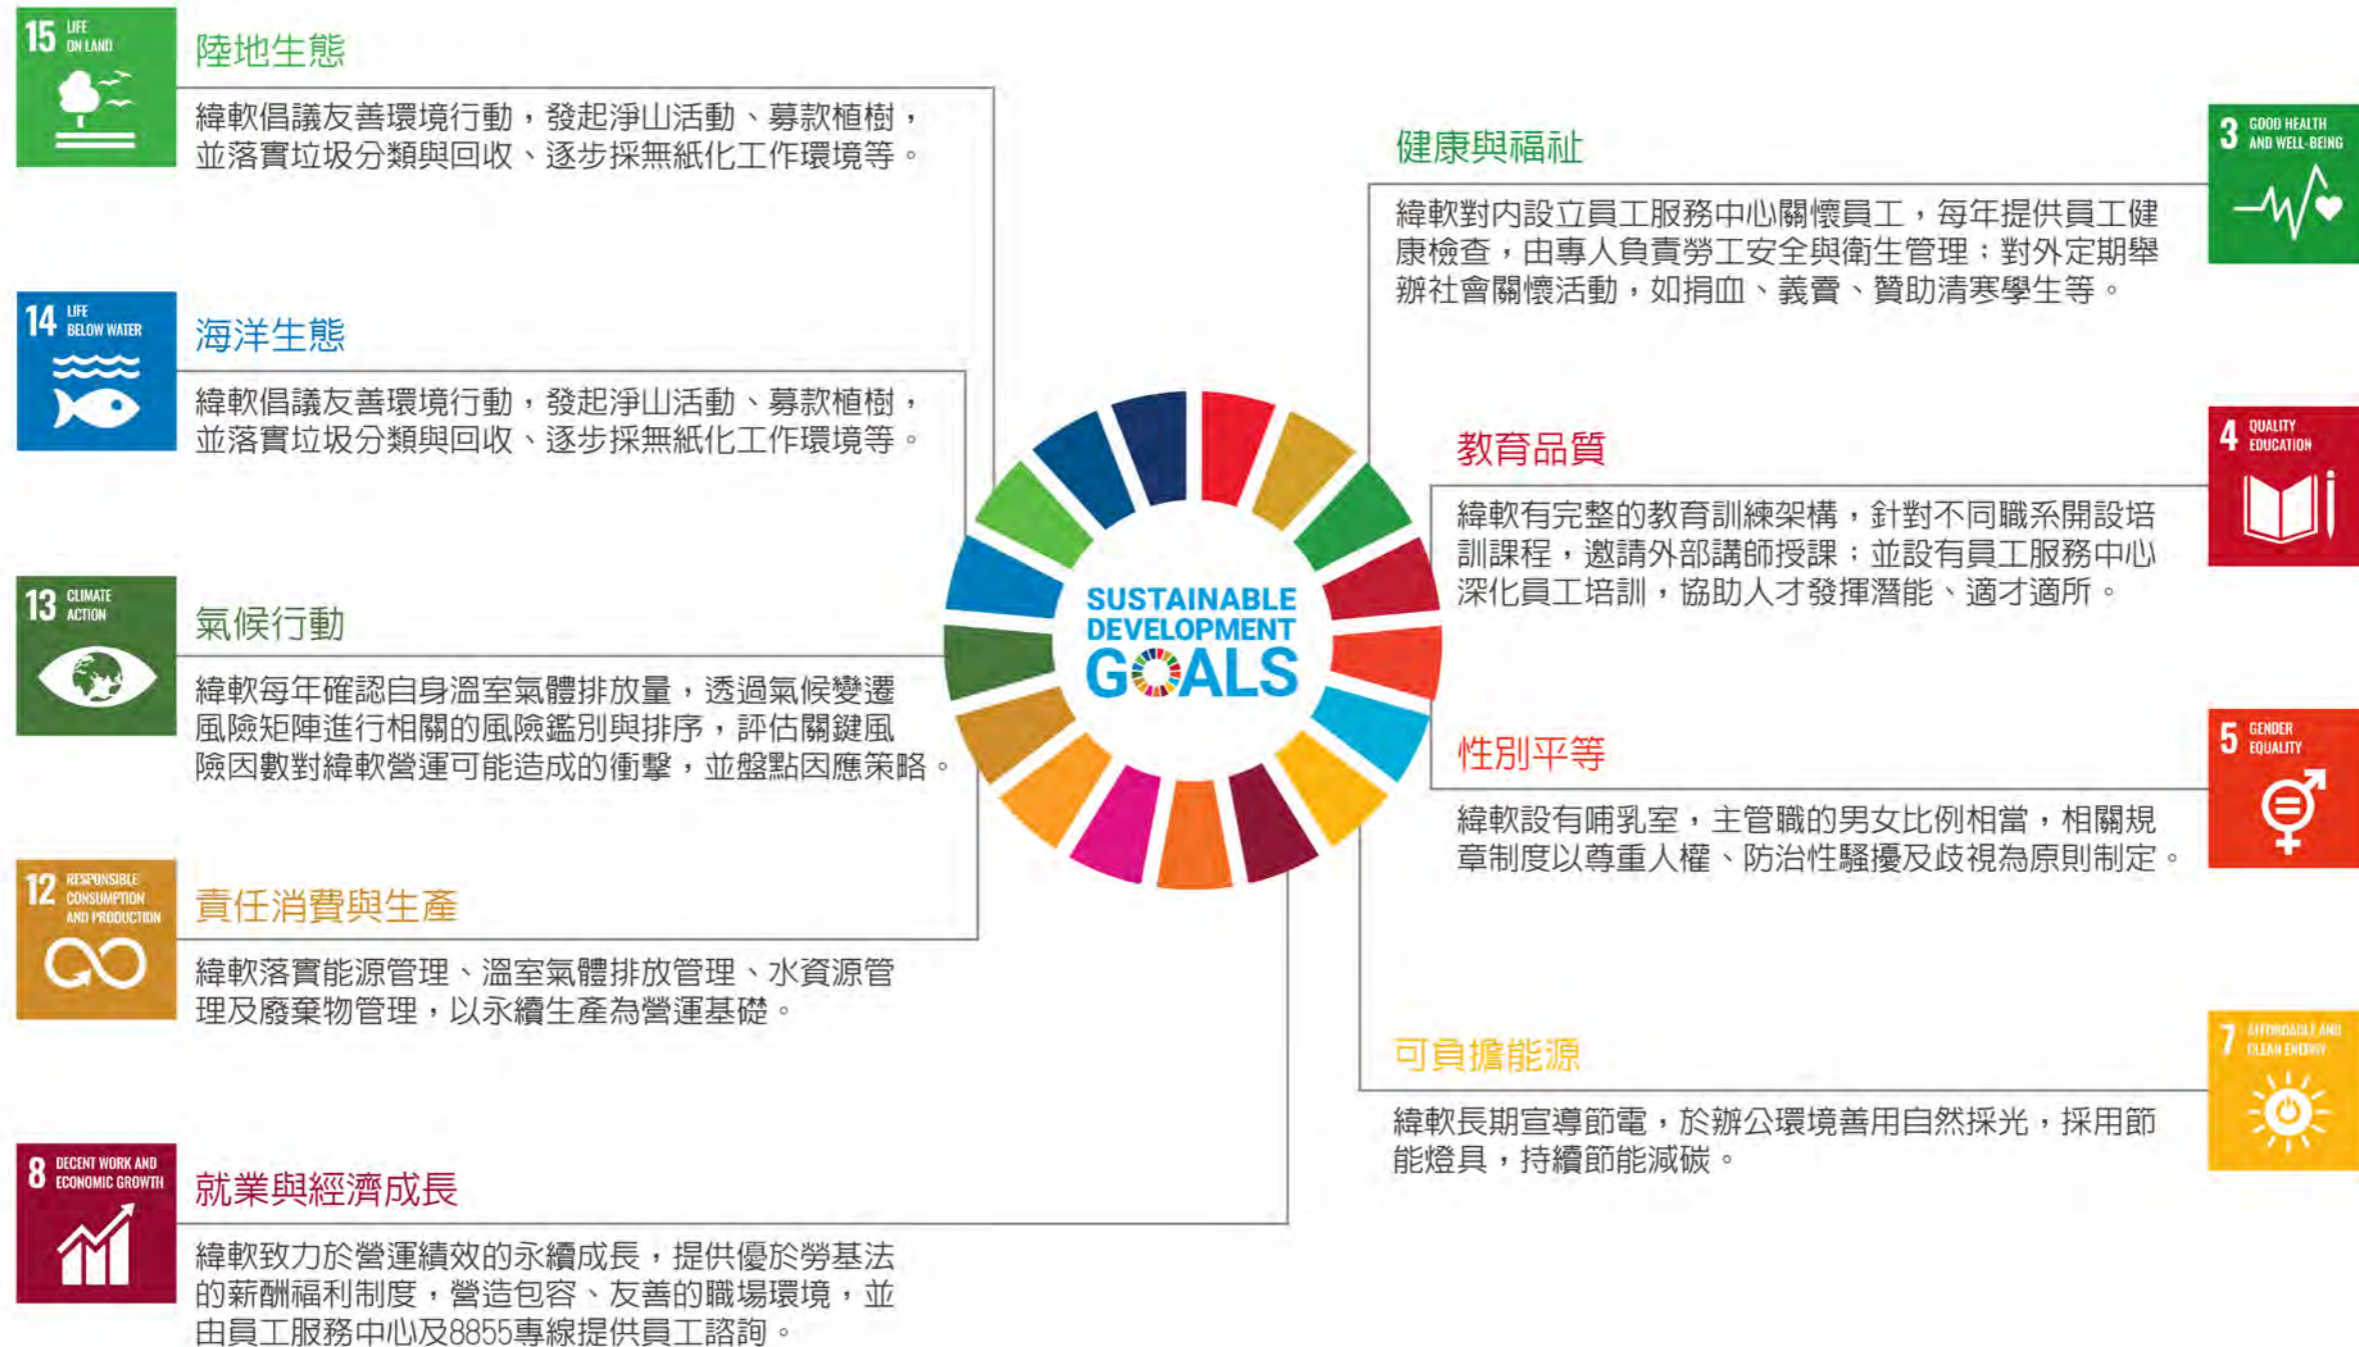 15 LIFE
ON LAND
陸地生態
緯軟倡議友善環境行動，發起淨山活動、募款植樹，
並落實垃圾分類與回收、逐步採無紙化工作環境等。
14 LIFE
BELOW WATER
海洋生態
緯軟倡議友善環境行動，發起淨山活動、募款植樹，
並落實垃圾分類與回收、逐步採無紙化工作環境等。
13 CLIMATE
ACTION
氣候行動
緯軟每年確認自身溫室氣體排放量，透過氣候變遷
風險矩陣進行相關的風險鑑別與排序，評估關鍵風
險因數對緯軟營運可能造成的衝擊，並盤點因應策略。
12 RESPONSIBLE
CONSUMPTION
AND PRODUCTION
責任消費與生產
緯軟落實能源管理、溫室氣體排放管理、水資源管
理及廢棄物管理，以永續生產為營運基礎。
8 DECENT WORK AND
ECONOMIC GROWTH
就業與經濟成長
緯軟致力於營運績效的永續成長，提供優於勞基法
的薪酬福利制度，營造包容、友善的職場環境，並
由員工服務中心及8855專線提供員工諮詢。
SUSTAINABLE
DEVELOPMENT
GOALS
3 GOOD HEALTH
AND WELL-BEING
健康與福祉
緯軟對內設立員工服務中心關懷員工，每年提供員工健
康檢查，由專人負責勞工安全與衛生管理；對外定期舉
辦社會關懷活動，如捐血、義賣、贊助清寒學生等。
4 QUALITY
EDUCATION
教育品質
緯軟有完整的教育訓練架構，針對不同職系開設培
訓課程，邀請外部講師授課；並設有員工服務中心
深化員工培訓，協助人才發揮潛能、適才適所。
5 GENDER
EQUALITY
性別平等
緯軟設有哺乳室，主管職的男女比例相當，相關規
章制度以尊重人權、防治性騷擾及歧視為原則制定。
7 AFFORDABLE AND
CLEAN ENERGY
可負擔能源
緯軟長期宣導節電，於辦公環境善用自然採光，採用節
能燈具，持續節能減碳。